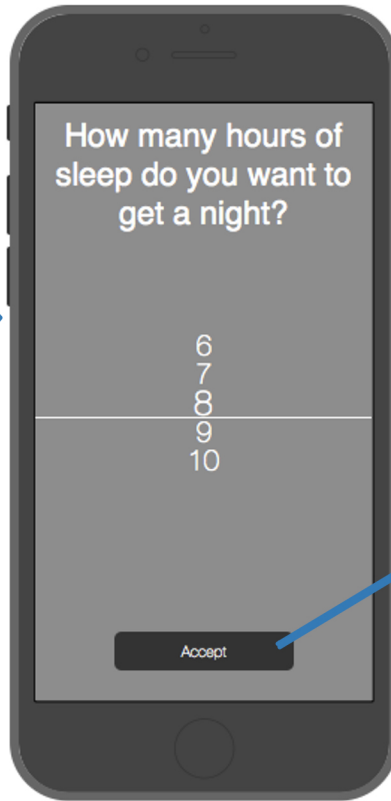 How many hours of
sleep do you want to
get a night?
6
7
8
9
10
Accept